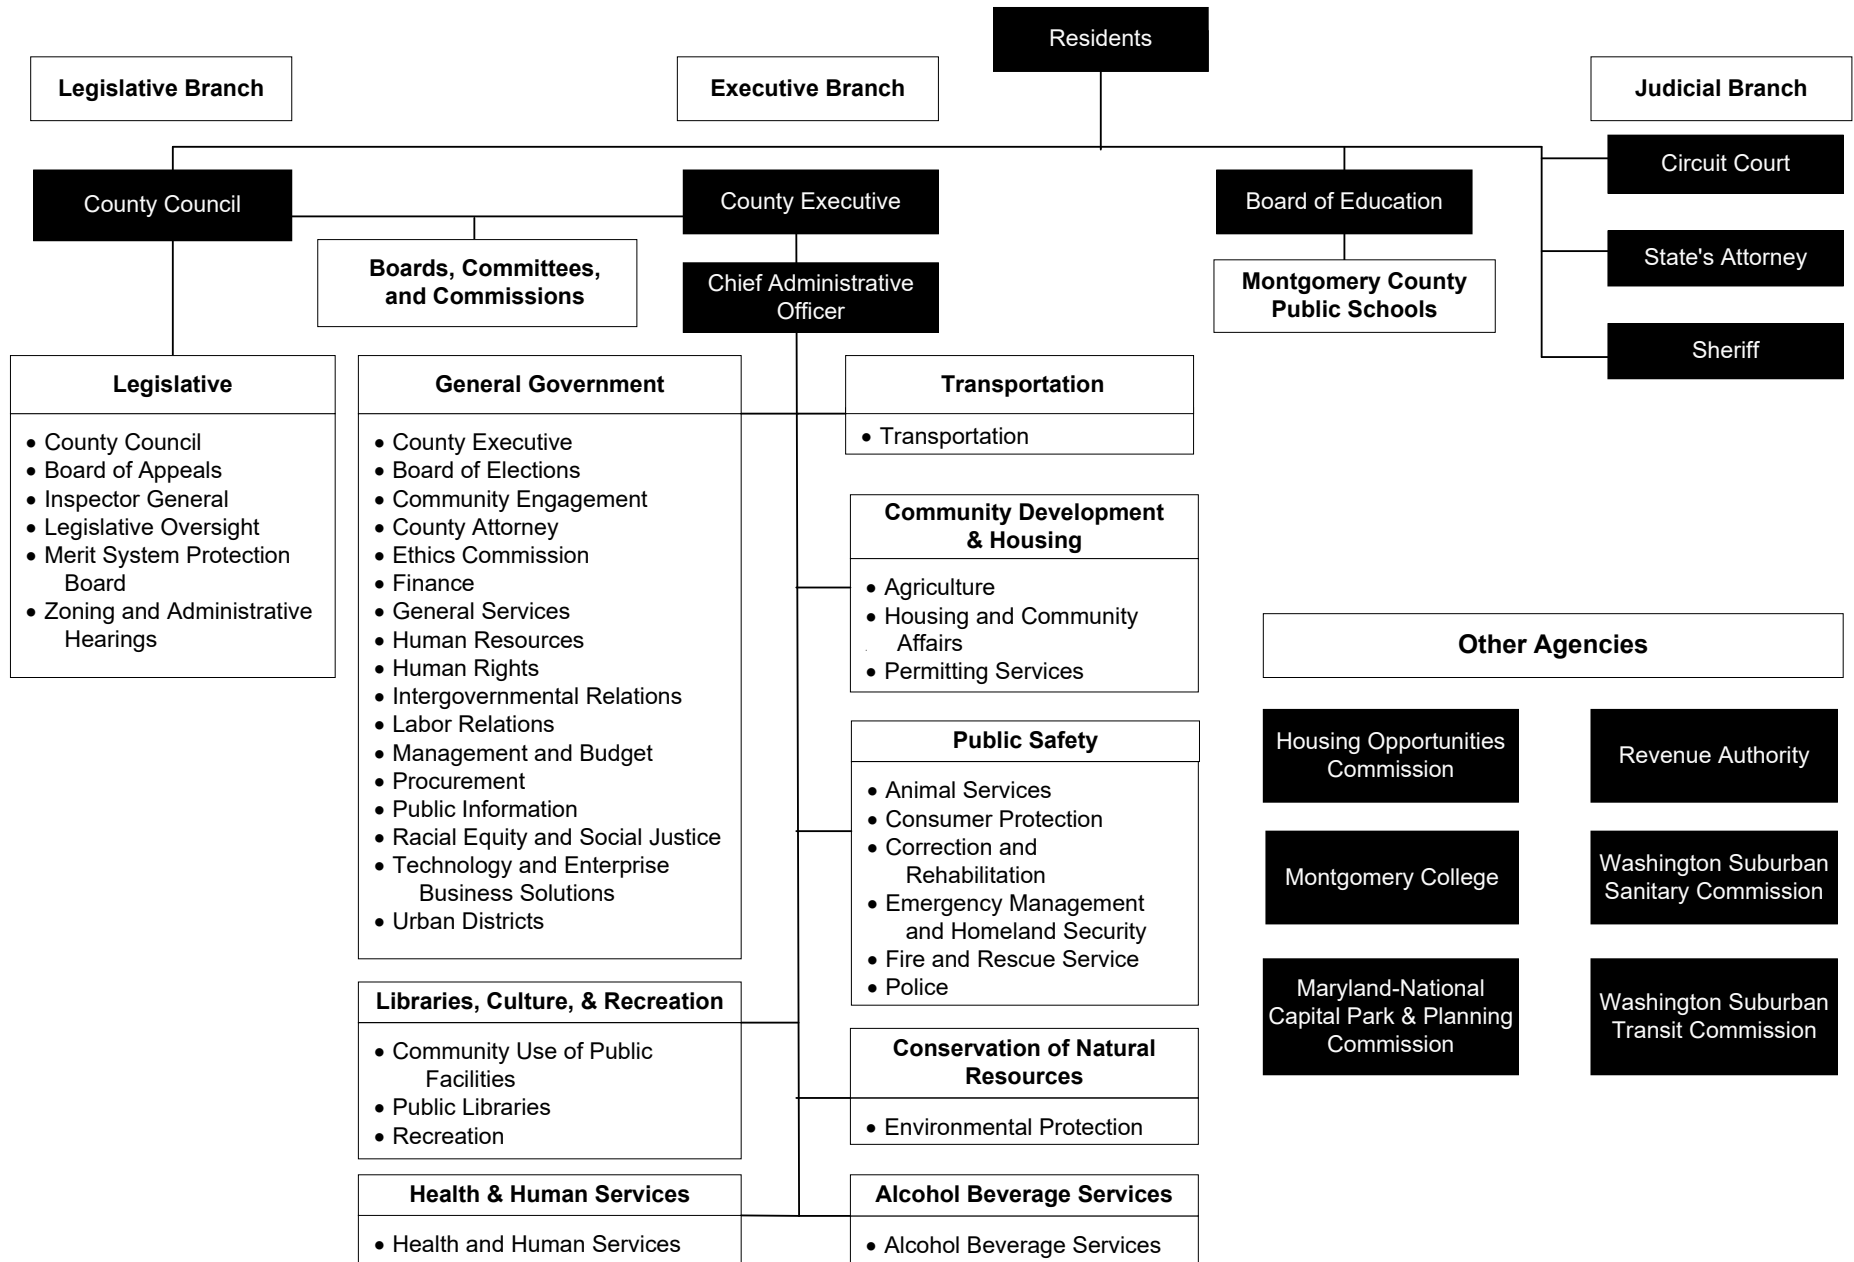 Residents
Legislative Branch
Executive Branch
Judicial Branch
County Council
County Executive
Board of Education
Circuit Court
State's Attorney
Sheriff
Boards, Committees,
and Commissions
Chief Administrative
Officer
Montgomery County
Public Schools
Legislative
• County Council
• Board of Appeals
• Inspector General
• Legislative Oversight
• Merit System Protection
Board
• Zoning and Administrative
Hearings
General Government
• County Executive
• Board of Elections
• Community Engagement
• County Attorney
• Ethics Commission
• Finance
• General Services
• Human Resources
• Human Rights
• Intergovernmental Relations
• Labor Relations
• Management and Budget
• Procurement
• Public Information
• Racial Equity and Social Justice
• Technology and Enterprise
Business Solutions
• Urban Districts
Libraries, Culture, & Recreation
• Community Use of Public
Facilities
• Public Libraries
• Recreation
Health & Human Services
• Health and Human Services
Transportation
• Transportation
Community Development
& Housing
• Agriculture
• Housing and Community
Affairs
• Permitting Services
Public Safety
• Animal Services
• Consumer Protection
• Correction and
Rehabilitation
• Emergency Management
and Homeland Security
• Fire and Rescue Service
• Police
Conservation of Natural
Resources
• Environmental Protection
Alcohol Beverage Services
• Alcohol Beverage Services
Other Agencies
Housing Opportunities
Commission
Revenue Authority
Montgomery College
Washington Suburban
Sanitary Commission
Maryland-National
Capital Park & Planning
Commission
Washington Suburban
Transit Commission